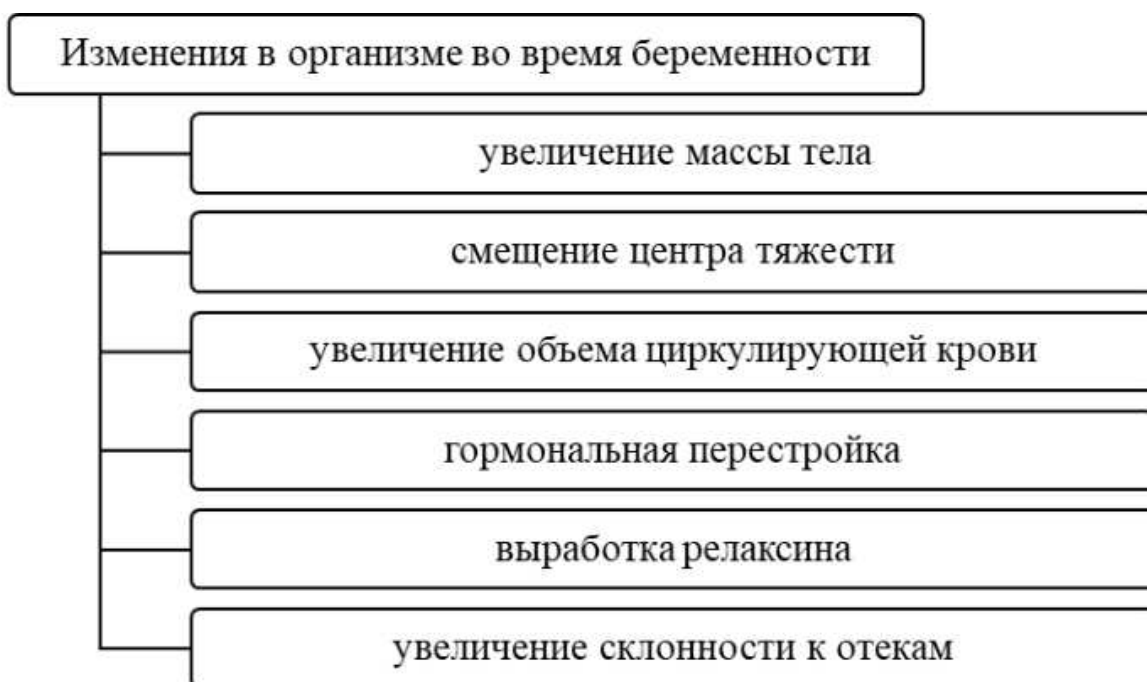 Изменения в организме во время беременности
увеличение массы тела
смещение центра тяжести
увеличение объема циркулирующей крови
гормональная перестройка
выработка релаксина
увеличение склонности к отекам